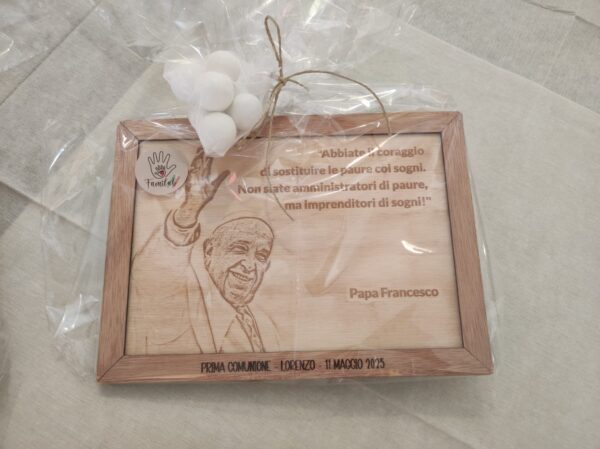 "Abbiate il coraggio
di sostituire le paure coi sogni.
Non siate amministratori di paure,
ma imprenditori di sogni!"
Papa Francesco
PRIMA COMUNIONE - LORENZO - 11 MAGGIO 2025